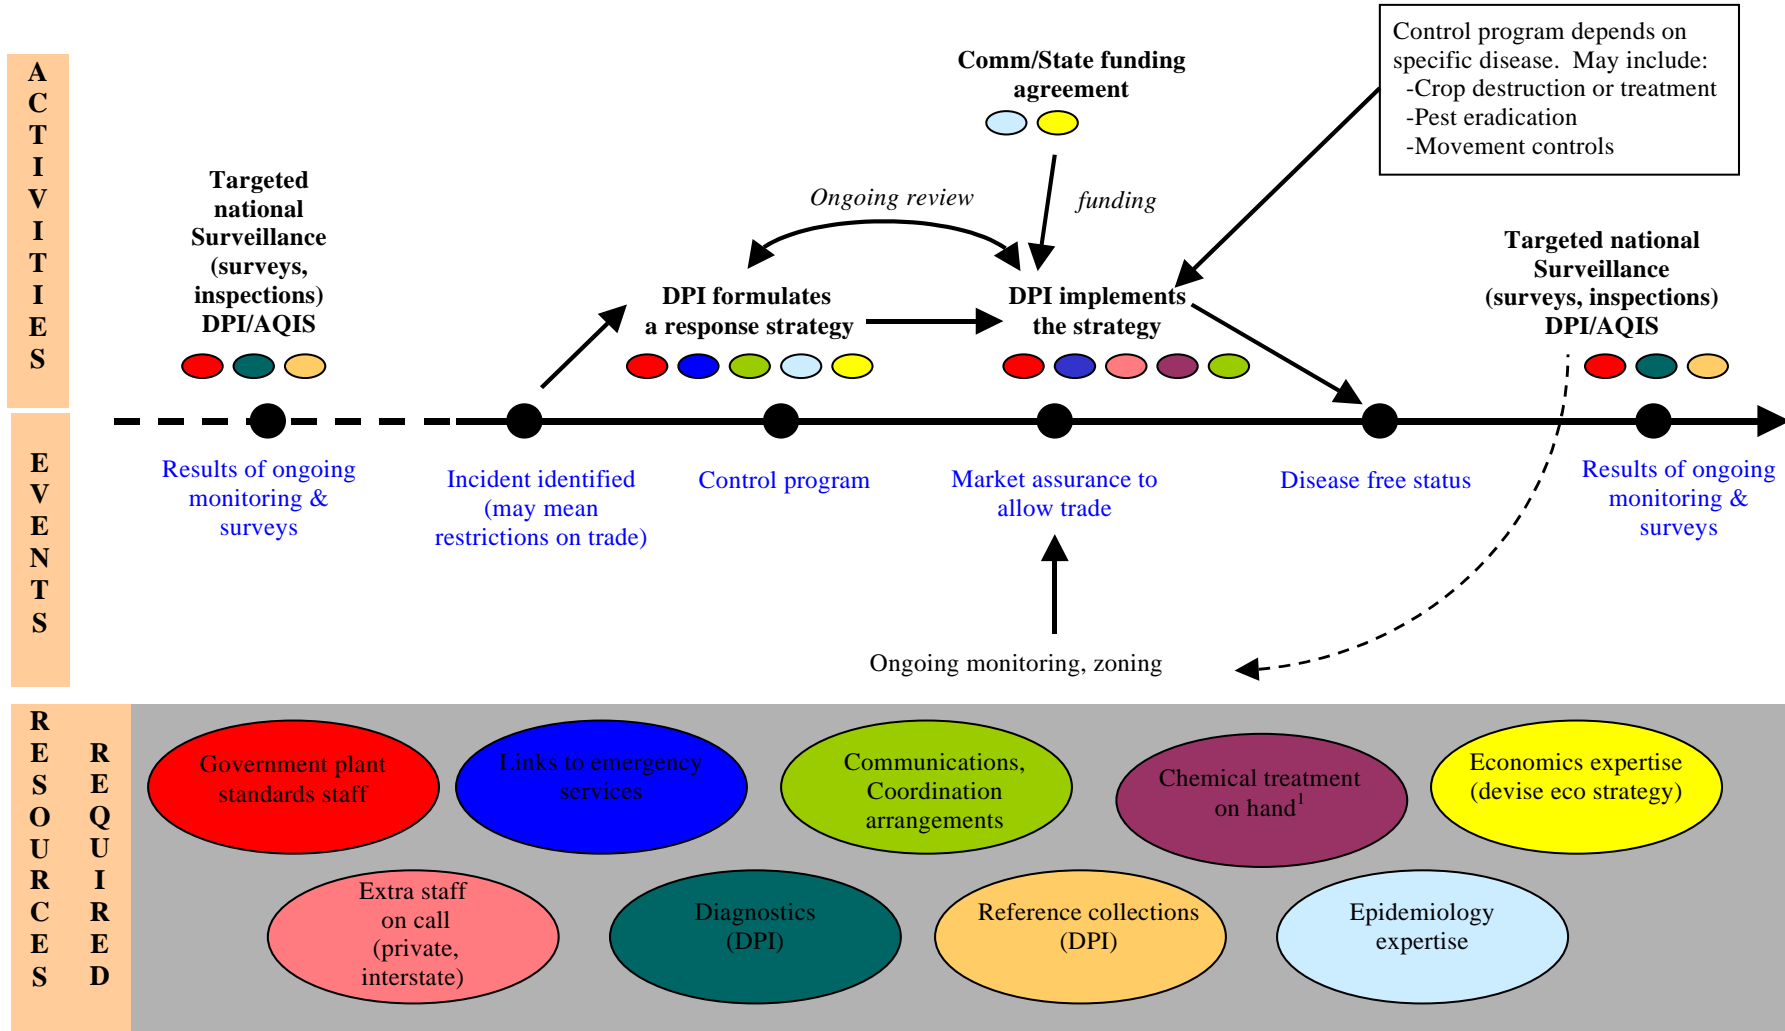 ACTIVITIES
Targeted
national
Surveillance
(surveys,
inspections)
DPI/AQIS
Comm/State funding
agreement
Ongoing review
funding
DPI formulates
a response strategy
DPI implements
the strategy
Control program depends on
specific disease.  May include:
-Crop destruction or treatment
-Pest eradication
-Movement controls
Targeted national
Surveillance
(surveys, inspections)
DPI/AQIS
EVENTS
Results of ongoing
monitoring &
surveys
Incident identified
(may mean
restrictions on trade)
Control program
Market assurance to
allow trade
Disease free status
Results of ongoing
monitoring &
surveys
Ongoing monitoring, zoning
RESOURCES
REQUIRED
Government plant
standards staff
Links to emergency
services
Communications,
Coordination
arrangements
Chemical treatment
on hand1
Economics expertise
(devise eco strategy)
Extra staff
on call
(private,
interstate)
Diagnostics
(DPI)
Reference collections
(DPI)
Epidemiology
expertise